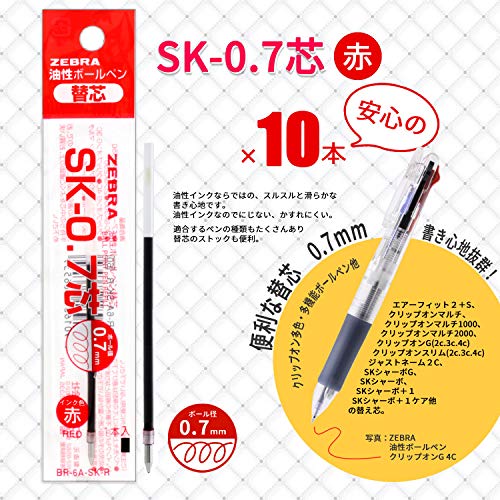 SK-0.7芯 赤
×10本
安心の
ZEBRA
油性ボールペン
替芯
ZEBRA
SK-0.7芯
ボール径
0.7mm
インク色
赤
RED
本入
BR-6A-SK-R
油性インクならではの、スルスルと滑らかな
書き心地です。
油性インクなのでにじない、かすれにくい。
適合するペンの種類もたくさんあり
替芯のストックも便利。
ボール径
0.7mm
便利な替芯 0.7mm
クリップオン多色・多機能ボールペン他
書き心地抜群!
エアーフィット2+S、
クリップオンマルチ、
クリップオンマルチ1000、
クリップオンマルチ2000、
クリップオンG(2c.3c.4c)
クリップオンスリム(2c.3c.4c)
ジャストネーム2C、
SKシャーボG、
SKシャーボ、
SKシャーボ+1
SKシャーボ+1ケア他
の替え芯。
写真:ZEBRA
油性ボールペン
クリップオンG 4C